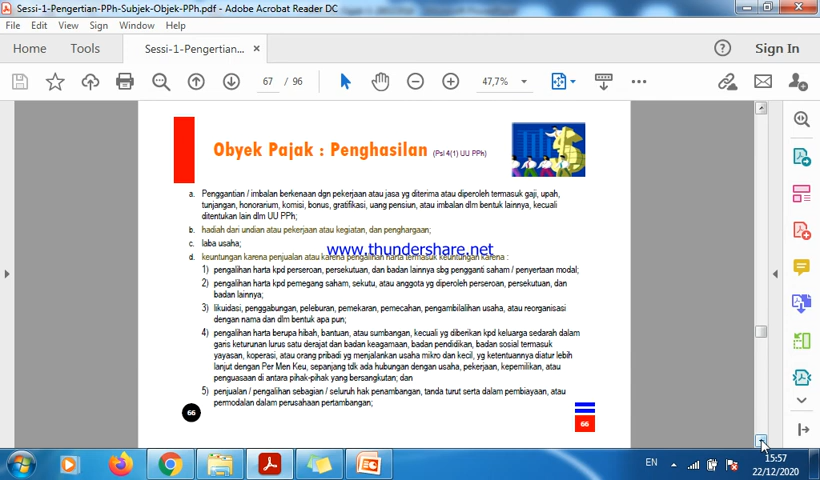 Sessi-1-Pengertian-PPh-Subjek-Objek-PPh.pdf - Adobe Acrobat Reader DC
File Edit View Sign Window Help
Home Tools Sessi-1-Pengertian... × Sign In
67 / 96 47,7%
Obyek Pajak : Penghasilan (Psl 4(1) UU PPh)
a. Penggantian / imbalan berkenaan dgn pekerjaan atau jasa yg diterima atau diperoleh termasuk gaji, upah,
tunjangan, honorarium, komisi, bonus, gratifikasi, uang pensiun, atau imbalan dlm bentuk lainnya, kecuali
ditentukan lain dlm UU PPh;
b. hadiah dari undian atau pekerjaan atau kegiatan, dan penghargaan;
c. laba usaha;
www.thundershare.net
d. keuntungan karena penjualan atau karena pengalihan harta termasuk keuntungan karena :
1) pengalihan harta kpd perseroan, persekutuan, dan badan lainnya sbg pengganti saham / penyertaan modal;
2) pengalihan harta kpd pemegang saham, sekutu, atau anggota yg diperoleh perseroan, persekutuan, dan
badan lainnya;
3) likuidasi, penggabungan, peleburan, pemekaran, pemecahan, pengambilalihan usaha, atau reorganisasi
dengan nama dan dlm bentuk apa pun;
4) pengalihan harta berupa hibah, bantuan, atau sumbangan, kecuali yg diberikan kpd keluarga sedarah dalam
garis keturunan lurus satu derajat dan badan keagamaan, badan pendidikan, badan sosial termasuk
yayasan, koperasi, atau orang pribadi yg menjalankan usaha mikro dan kecil, yg ketentuannya diatur lebih
lanjut dengan Per Men Keu, sepanjang tdk ada hubungan dengan usaha, pekerjaan, kepemilikan, atau
penguasaan di antara pihak-pihak yang bersangkutan; dan
5) penjualan / pengalihan sebagian / seluruh hak penambangan, tanda turut serta dalam pembiayaan, atau
permodalan dalam perusahaan pertambangan;
66
66
EN
15:57
22/12/2020